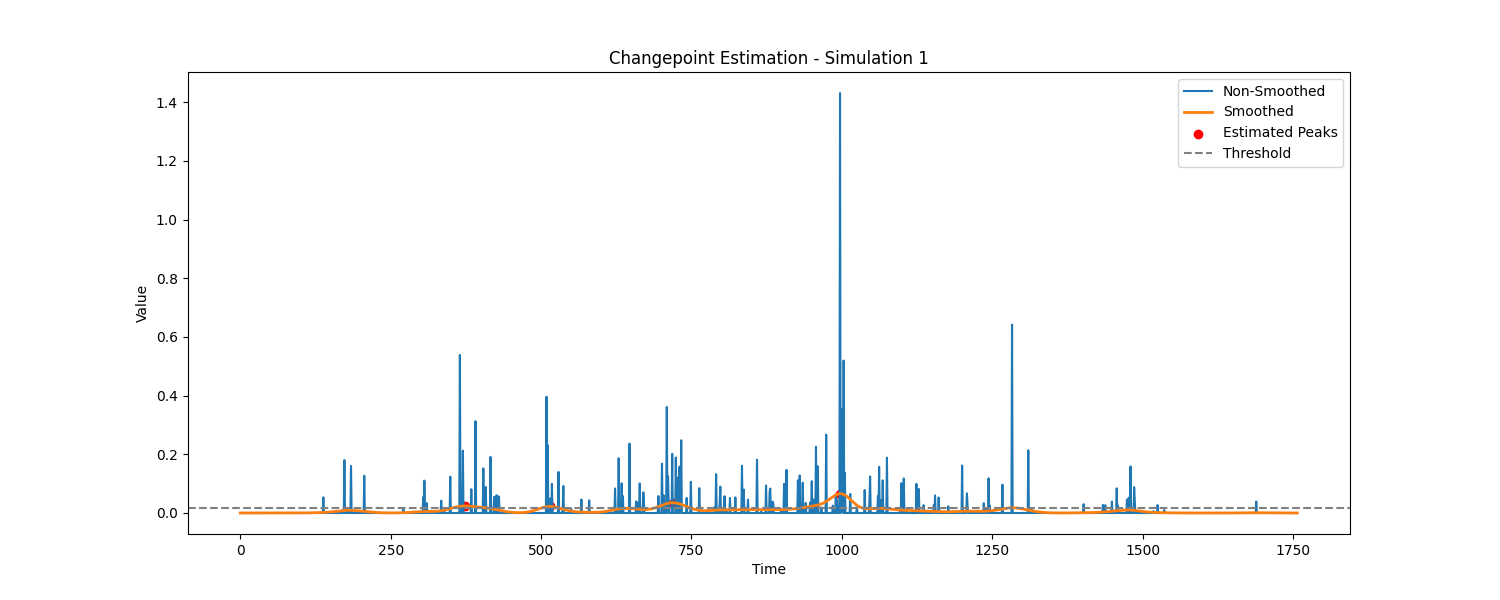 Changepoint Estimation - Simulation 1
Non-Smoothed
Smoothed
Estimated Peaks
Threshold
Value
1.4
1.2
1.0
0.8
0.6
0.4
0.2
0.0
0 250 500 750 1000 1250 1500 1750
Time